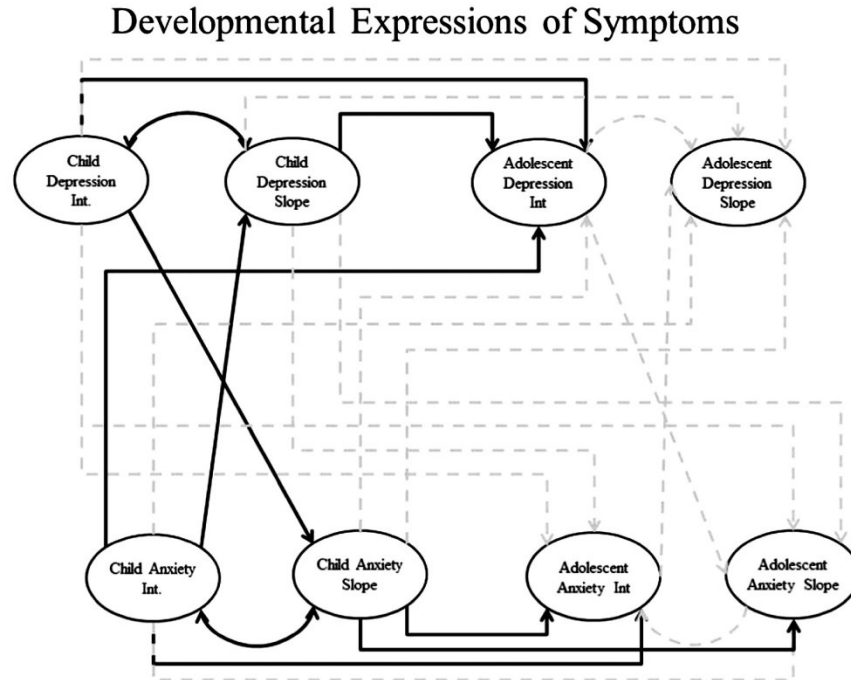 Developmental Expressions of Symptoms
Child
Depression
Int.
Child
Depression
Slope
Adolescent
Depression
Int
Adolescent
Depression
Slope
Child Anxiety
Int.
Child Anxiety
Slope
Adolescent
Anxiety Int
Adolescent
Anxiety Slope